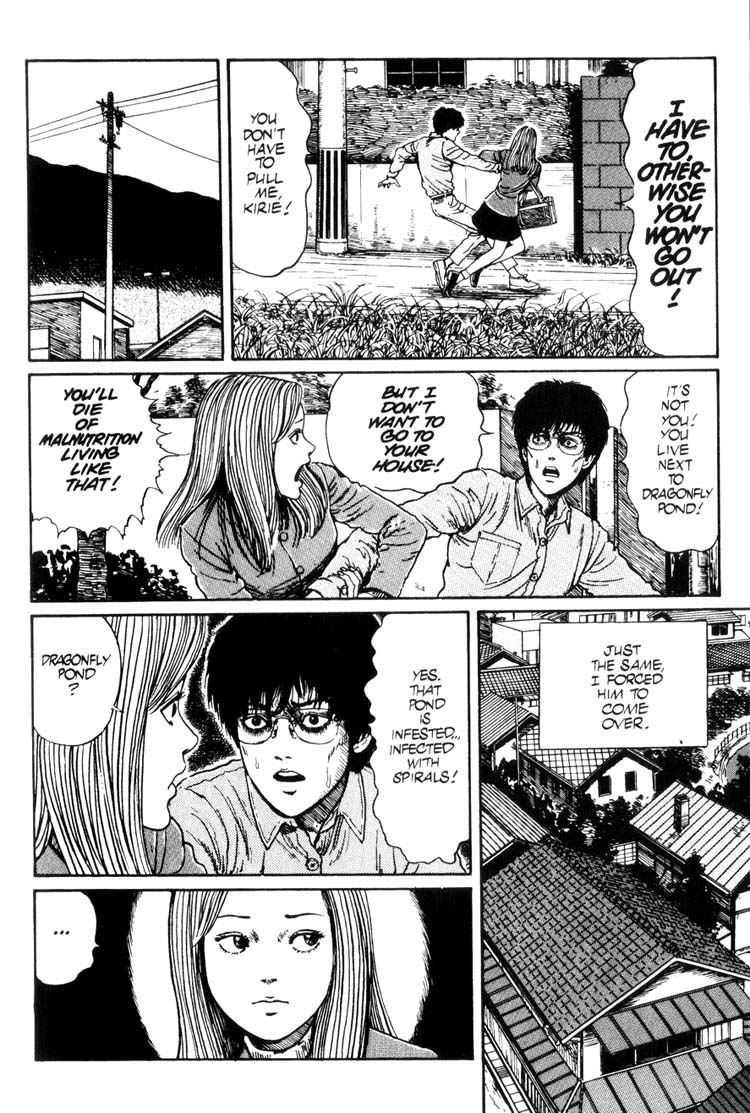 YOU
DON'T
HAVE
TO
PULL
ME,
KIRIE!
I
HAVE
TO,
OTHER-
WISE
YOU
WON'T
GO
OUT
!
YOU'LL
DIE
OF
MALNUTRITION
LIVING
LIKE
THAT!
BUT I
DON'T
WANT TO
GO TO
YOUR
HOUSE!
IT'S
NOT
YOU!
YOU
LIVE
NEXT
TO
DRAGONFLY
POND!
DRAGONFLY
POND
?
YES.
THAT
POND
IS
INFESTED...
INFECTED
WITH
SPIRALS!
...
JUST
THE SAME,
I FORCED
HIM TO
COME
OVER.